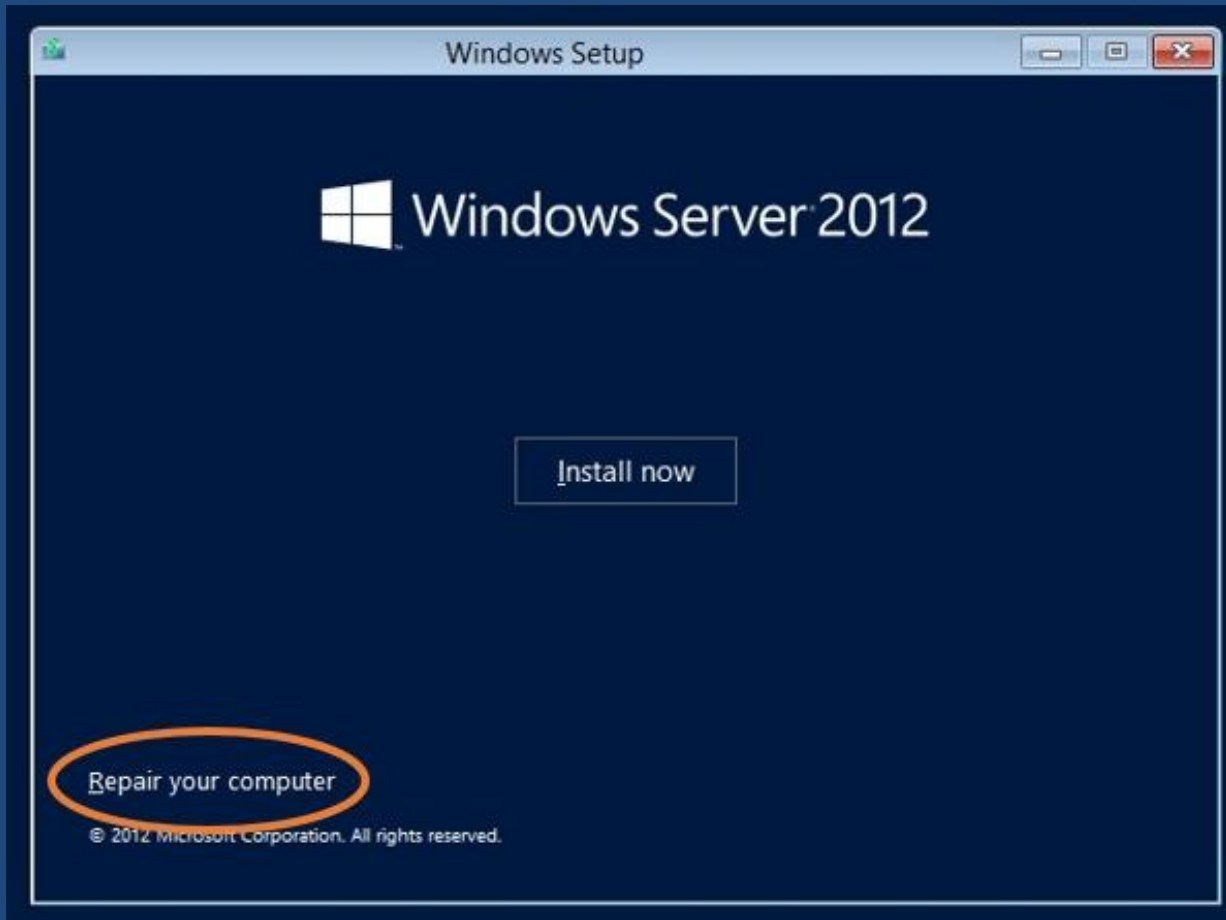 Windows Setup
Windows Server 2012
Install now
Repair your computer
© 2012 Microsoft Corporation. All rights reserved.